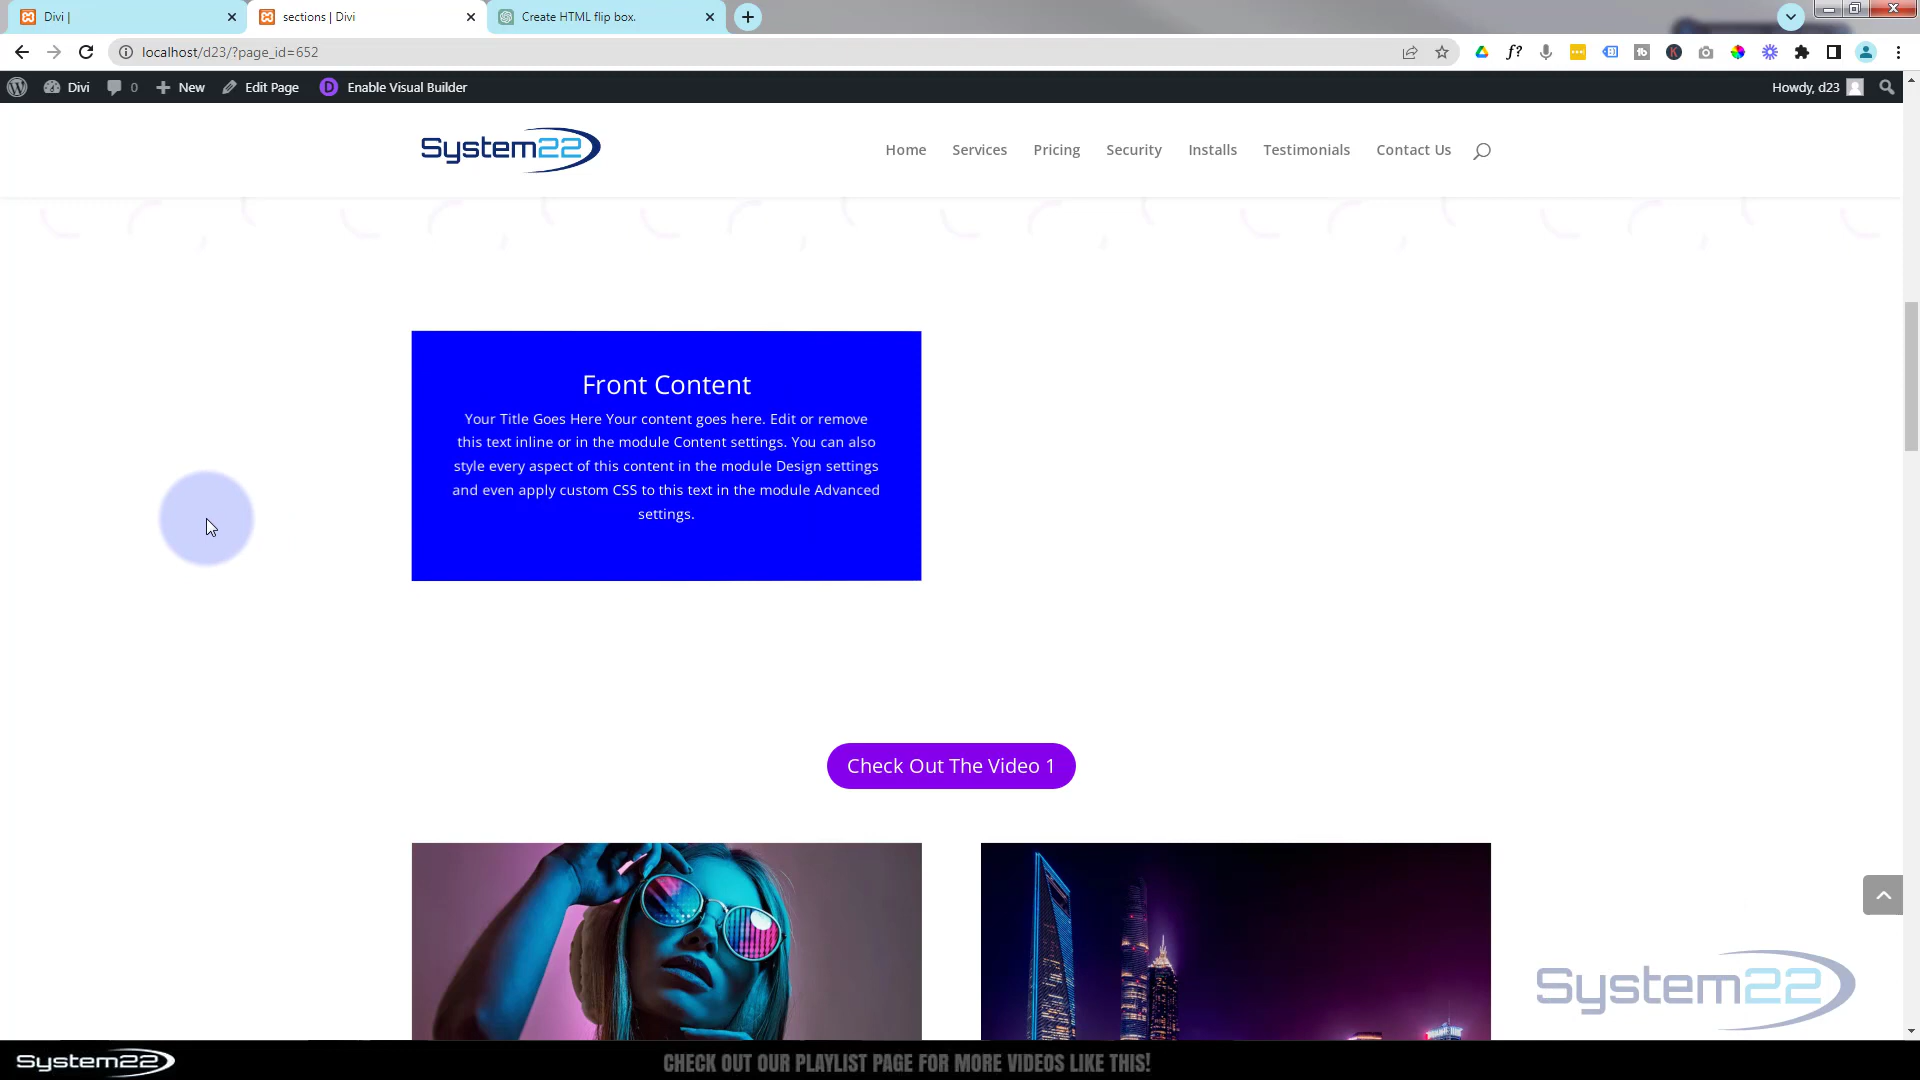 Divi |
sections | Divi
Create HTML flip box.
localhost/d23/?page_id=652
Divi
0
New
Edit Page
Enable Visual Builder
Howdy, d23
System22
Home
Services
Pricing
Security
Installs
Testimonials
Contact Us
Front Content
Your Title Goes Here Your content goes here. Edit or remove
this text inline or in the module Content settings. You can also
style every aspect of this content in the module Design settings
and even apply custom CSS to this text in the module Advanced
settings.
Check Out The Video 1
System22
System22
CHECK OUT OUR PLAYLIST PAGE FOR MORE VIDEOS LIKE THIS!